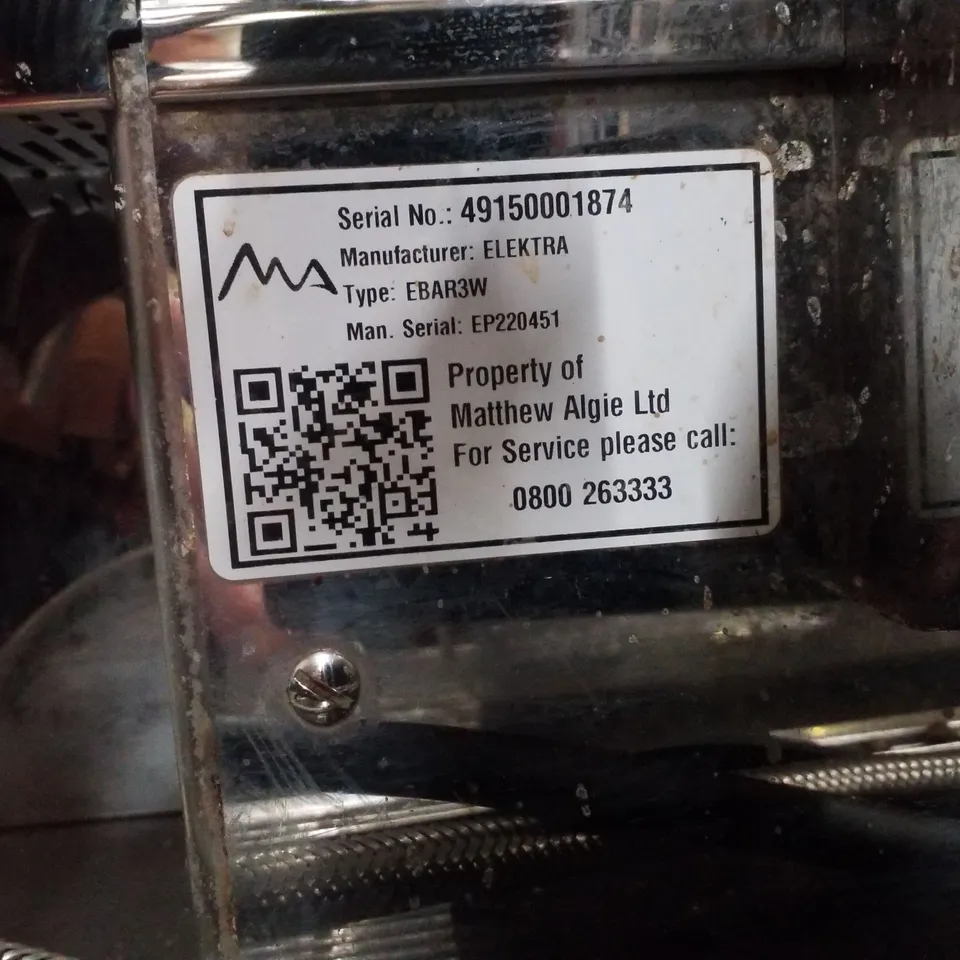 Serial No.: 49150001874
Manufacturer: ELEKTRA
MA
Type: EBAR3W
Man. Serial: EP220451
Property of
Matthew Algie Ltd
For Service please call:
0800 263333